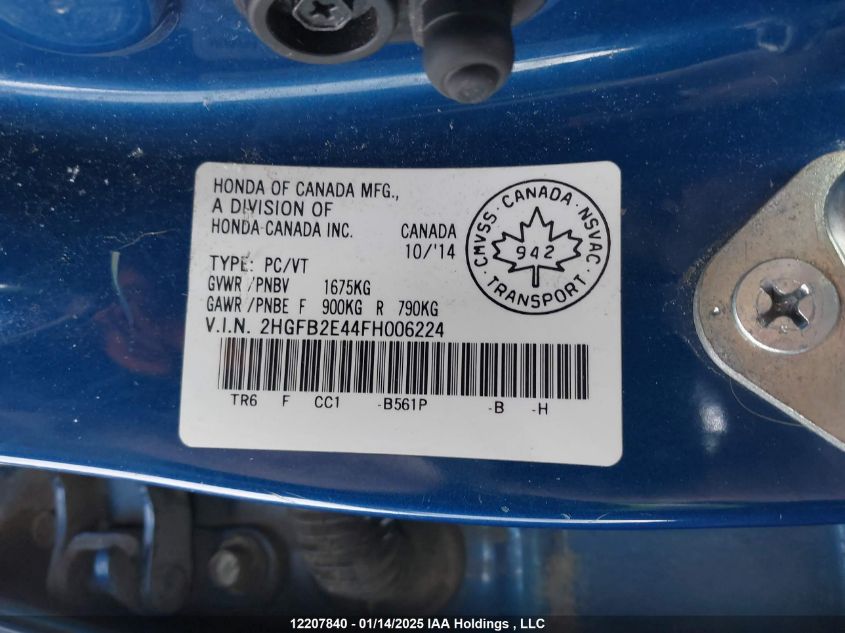 HONDA OF CANADA MFG.,
A DIVISION OF
HONDA CANADA INC. CANADA
10/'14
TYPE: PC/VT
GVWR/PNBV 1675KG
GAWR/PNBE F 900KG R 790KG
V.I.N. 2HGFB2E44FH006224
TR6 F CC1 -B561P -B -H
CMVSS · CANADA · NSVAC · TRANSPORT ·
942
12207840 - 01/14/2025 IAA Holdings , LLC